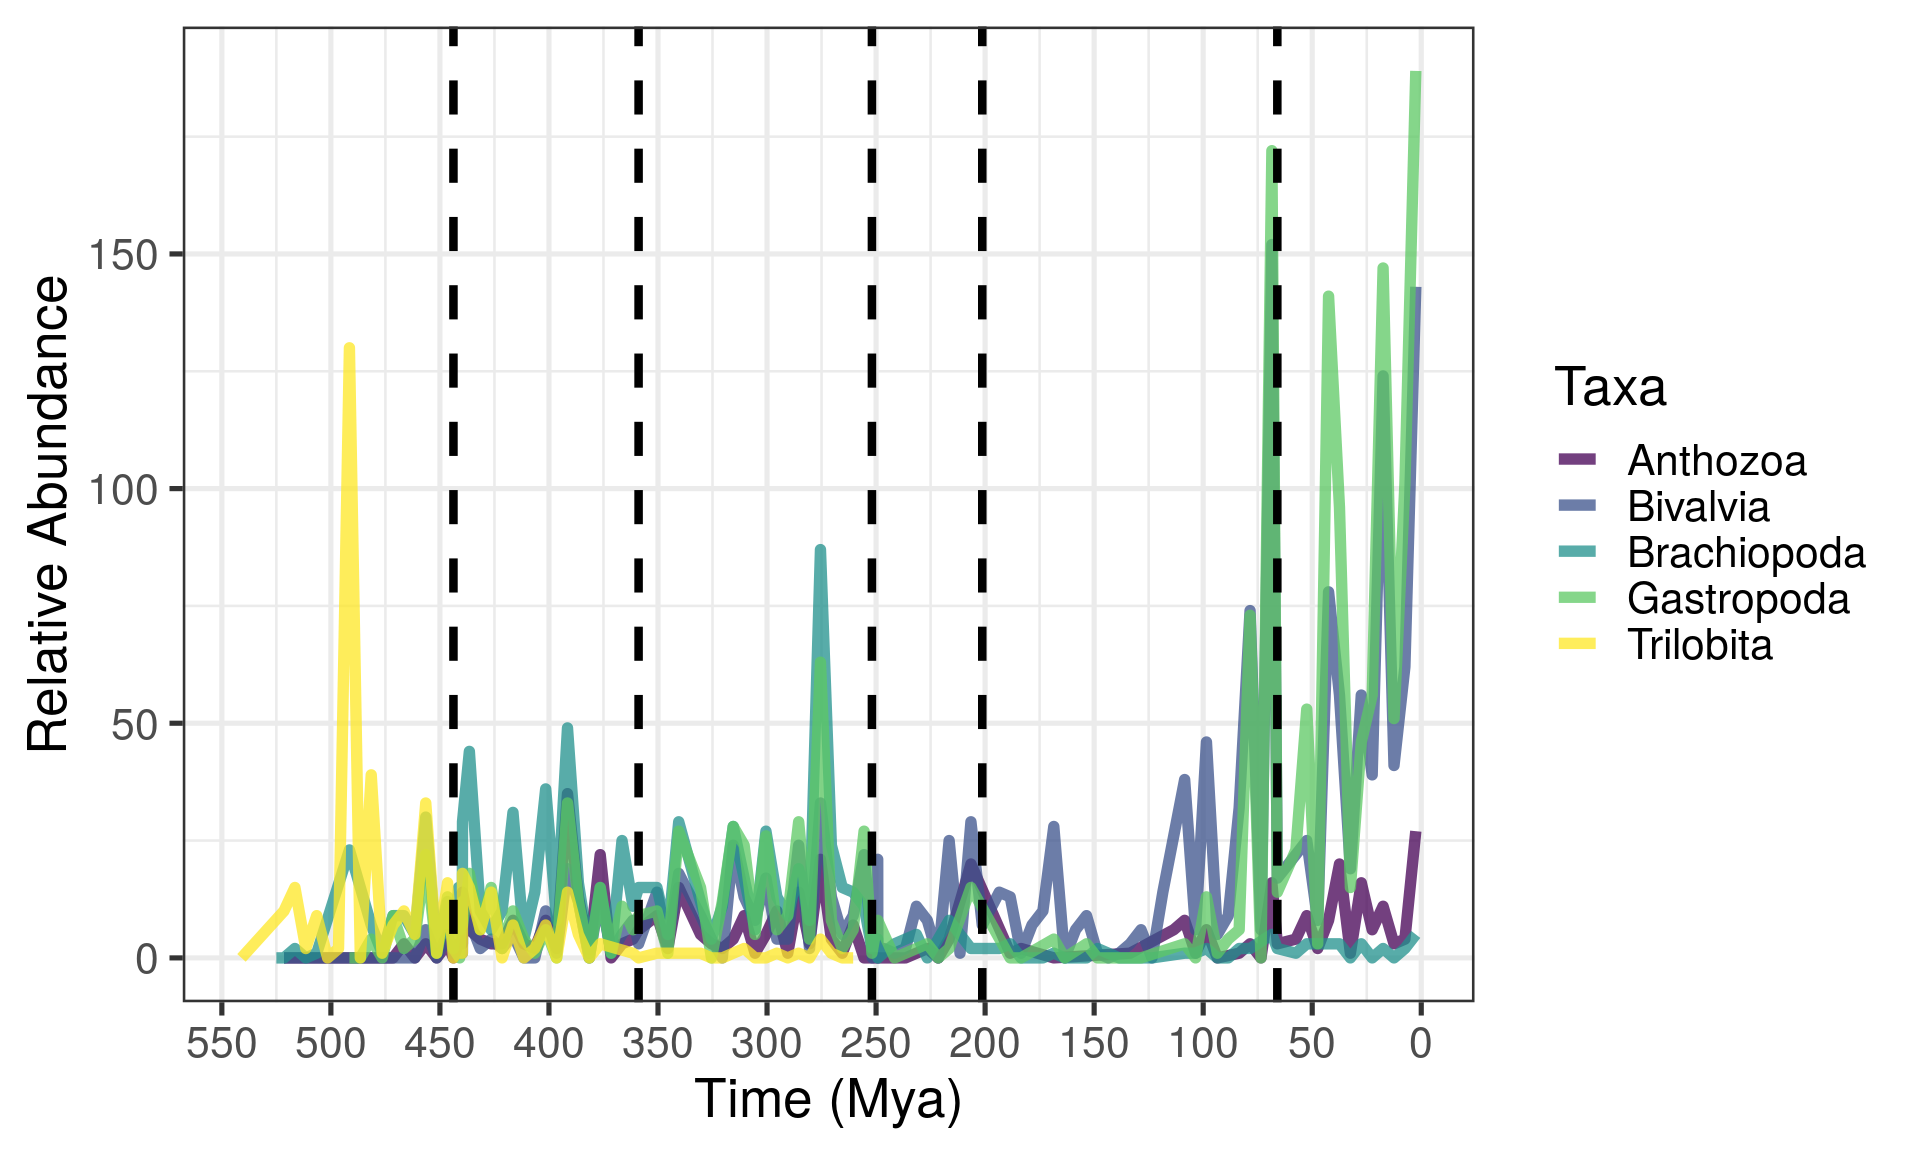 Relative Abundance
150
100
50
0
550 500 450 400 350 300 250 200 150 100 50 0
Time (Mya)
Taxa
Anthozoa
Bivalvia
Brachiopoda
Gastropoda
Trilobita